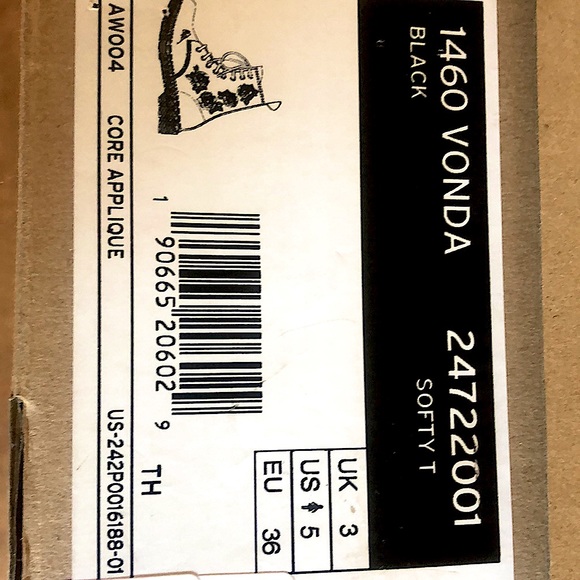 1460 VONDA 24722001
BLACK SOFTY T
UK 3
US 5
EU 36
TH
1 90665 20602 9
AW004 CORE APPLIQUE US-242P0016188-01